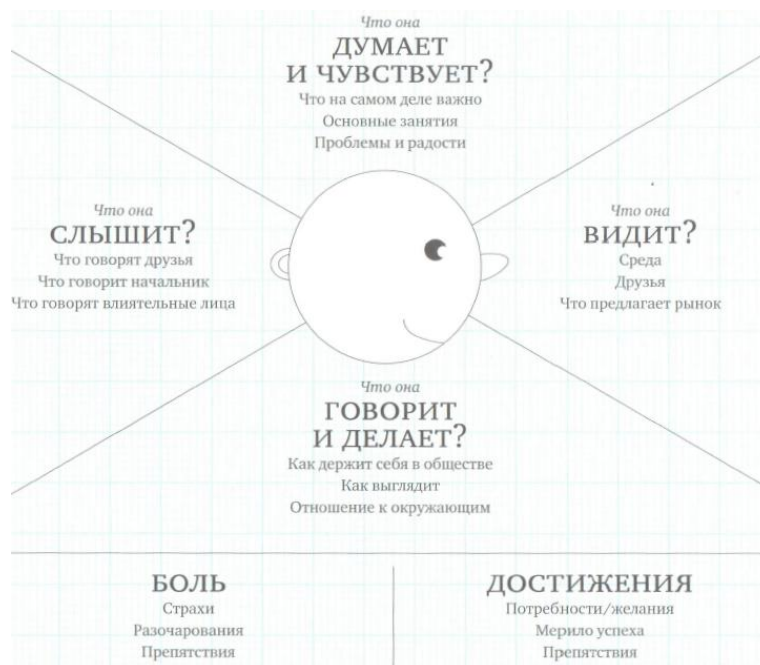 Что она
ДУМАЕТ
И ЧУВСТВУЕТ?
Что на самом деле важно
Основные занятия
Проблемы и радости
Что она
СЛЫШИТ?
Что говорят друзья
Что говорит начальник
Что говорят влиятельные лица
Что она
ВИДИТ?
Среда
Друзья
Что предлагает рынок
Что она
ГОВОРИТ
И ДЕЛАЕТ?
Как держит себя в обществе
Как выглядит
Отношение к окружающим
БОЛЬ
Страхи
Разочарования
Препятствия
ДОСТИЖЕНИЯ
Потребности/желания
Мерило успеха
Препятствия